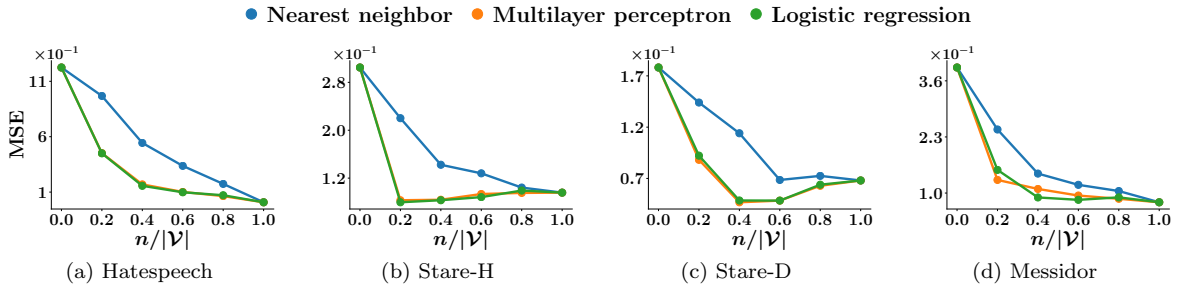 Nearest neighbor Multilayer perceptron Logistic regression
×10⁻¹ ×10⁻¹ ×10⁻¹ ×10⁻¹
MSE
11
6
1
2.8
2.0
1.2
1.7
1.2
0.7
3.6
2.3
1.0
0.0 0.2 0.4 0.6 0.8 1.0 0.0 0.2 0.4 0.6 0.8 1.0 0.0 0.2 0.4 0.6 0.8 1.0 0.0 0.2 0.4 0.6 0.8 1.0
n/|𝒱| n/|𝒱| n/|𝒱| n/|𝒱|
(a) Hatespeech (b) Stare-H (c) Stare-D (d) Messidor